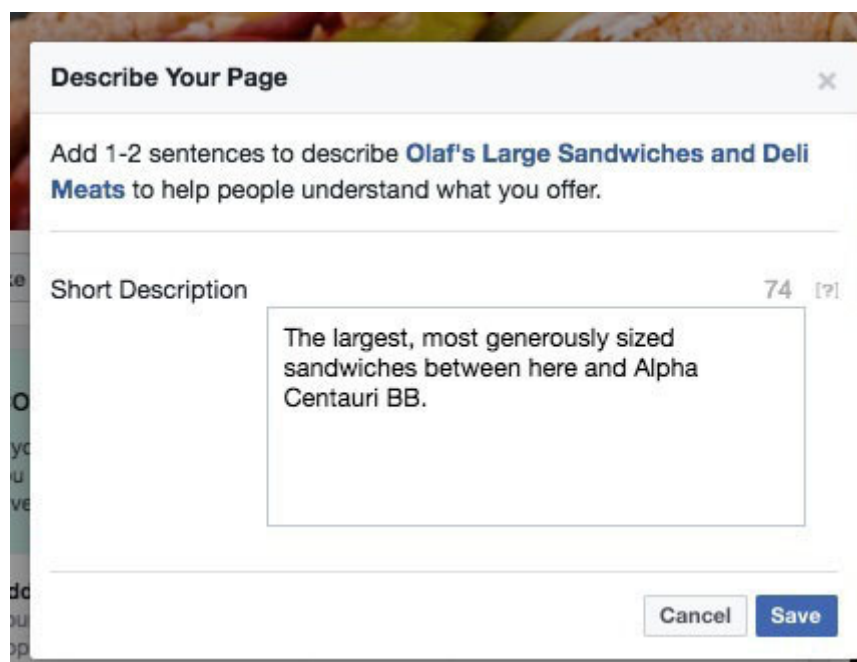 Describe Your Page
Add 1-2 sentences to describe Olaf's Large Sandwiches and Deli
Meats to help people understand what you offer.
Short Description
74 [?]
The largest, most generously sized
sandwiches between here and Alpha
Centauri BB.
Cancel
Save